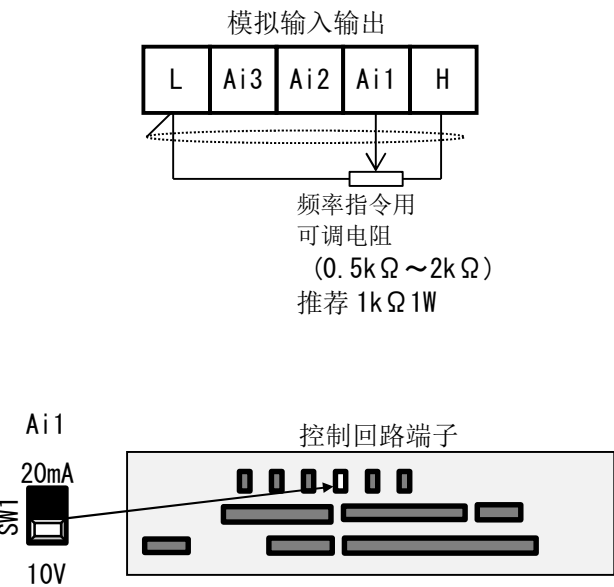 模拟输入输出
L Ai3 Ai2 Ai1 H
频率指令用
可调电阻
(0.5kΩ～2kΩ)
推荐 1kΩ1W
Ai1
控制回路端子
20mA
SW1
10V